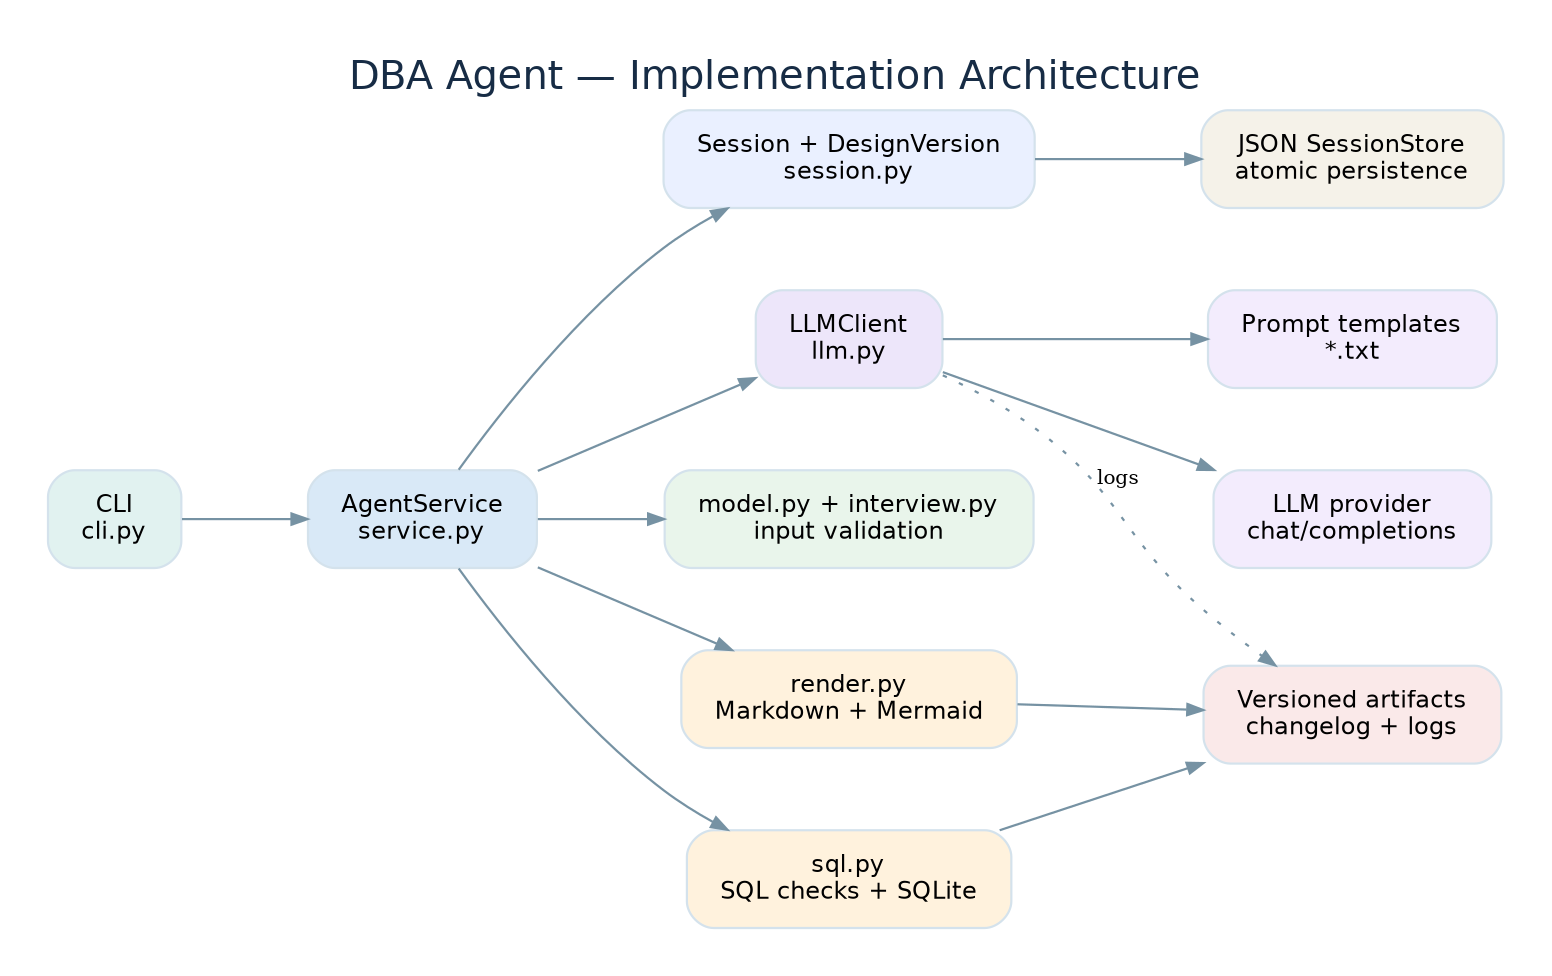 DBA Agent — Implementation Architecture
Session + DesignVersion
session.py
JSON SessionStore
atomic persistence
LLMClient
llm.py
Prompt templates
*.txt
logs
CLI
cli.py
AgentService
service.py
model.py + interview.py
input validation
LLM provider
chat/completions
render.py
Markdown + Mermaid
Versioned artifacts
changelog + logs
sql.py
SQL checks + SQLite